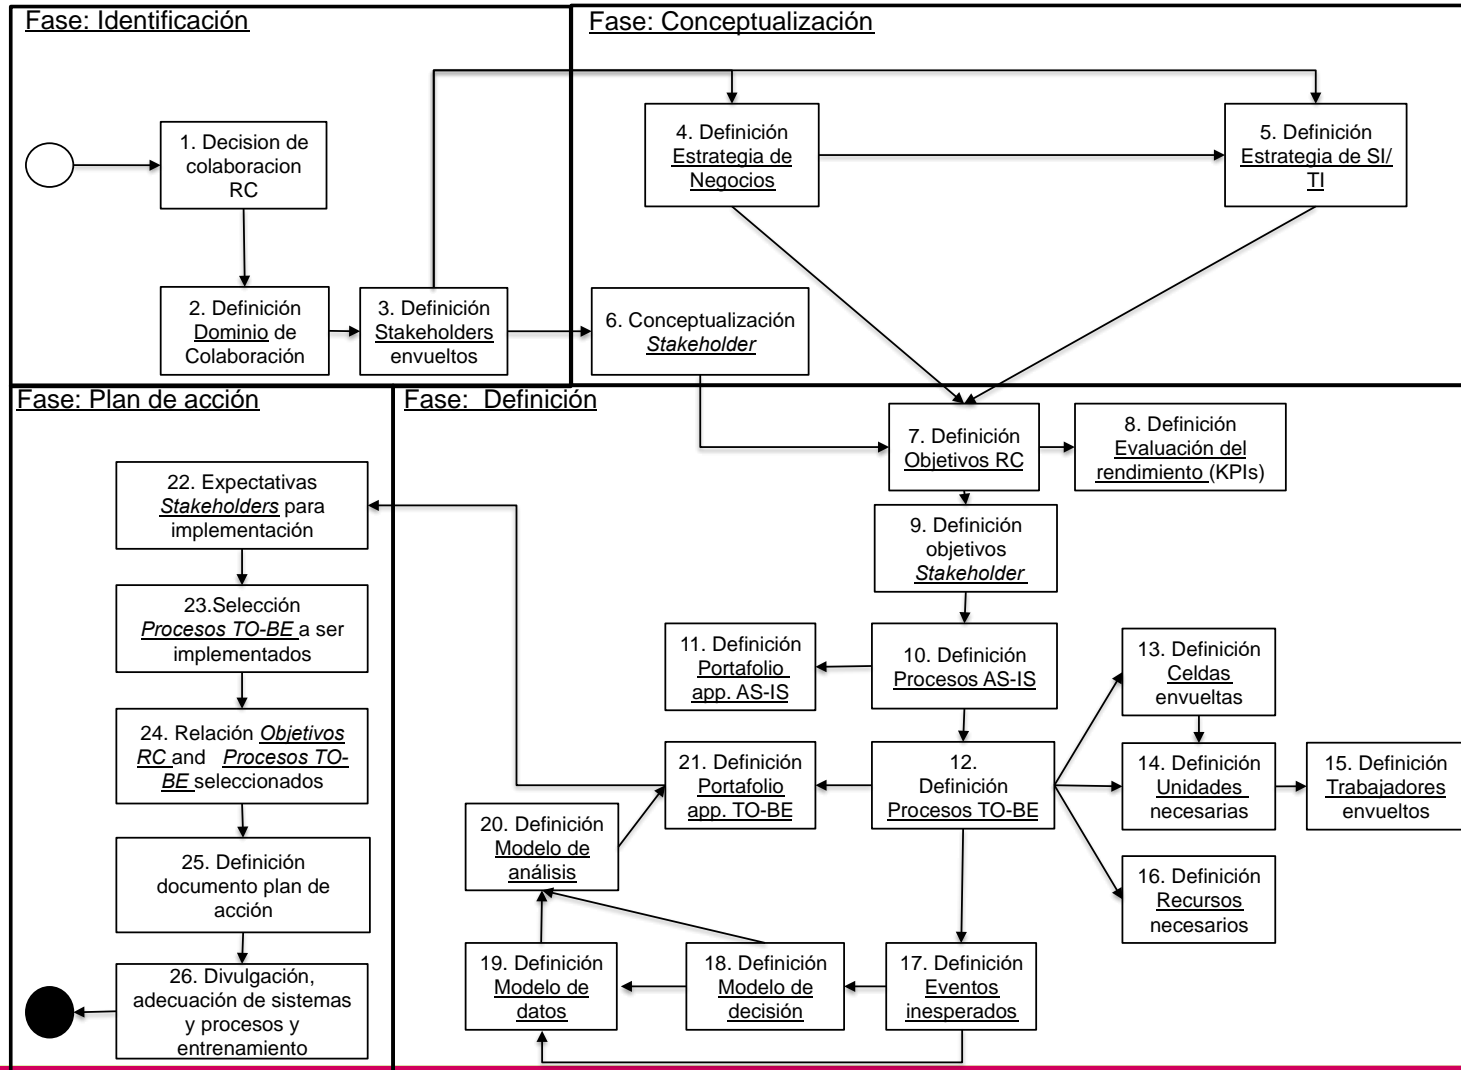 Fase: Identificación
1. Decision de
colaboracion
RC
2. Definición
Dominio de
Colaboración
3. Definición
Stakeholders
envueltos
Fase: Conceptualización
4. Definición
Estrategia de
Negocios
5. Definición
Estrategia de SI/
TI
6. Conceptualización
Stakeholder
Fase: Definición
7. Definición
Objetivos RC
8. Definición
Evaluación del
rendimiento (KPIs)
9. Definición
objetivos
Stakeholder
10. Definición
Procesos AS-IS
11. Definición
Portafolio
app. AS-IS
12.
Definición
Procesos TO-BE
13. Definición
Celdas
envueltas
14. Definición
Unidades
necesarias
15. Definición
Trabajadores
envueltos
16. Definición
Recursos
necesarios
17. Definición
Eventos
inesperados
18. Definición
Modelo de
decisión
19. Definición
Modelo de
datos
20. Definición
Modelo de
análisis
21. Definición
Portafolio
app. TO-BE
Fase: Plan de acción
22. Expectativas
Stakeholders para
implementación
23.Selección
Procesos TO-BE a ser
implementados
24. Relación Objetivos
RC and Procesos TO-
BE seleccionados
25. Definición
documento plan de
acción
26. Divulgación,
adecuación de sistemas
y procesos y
entrenamiento